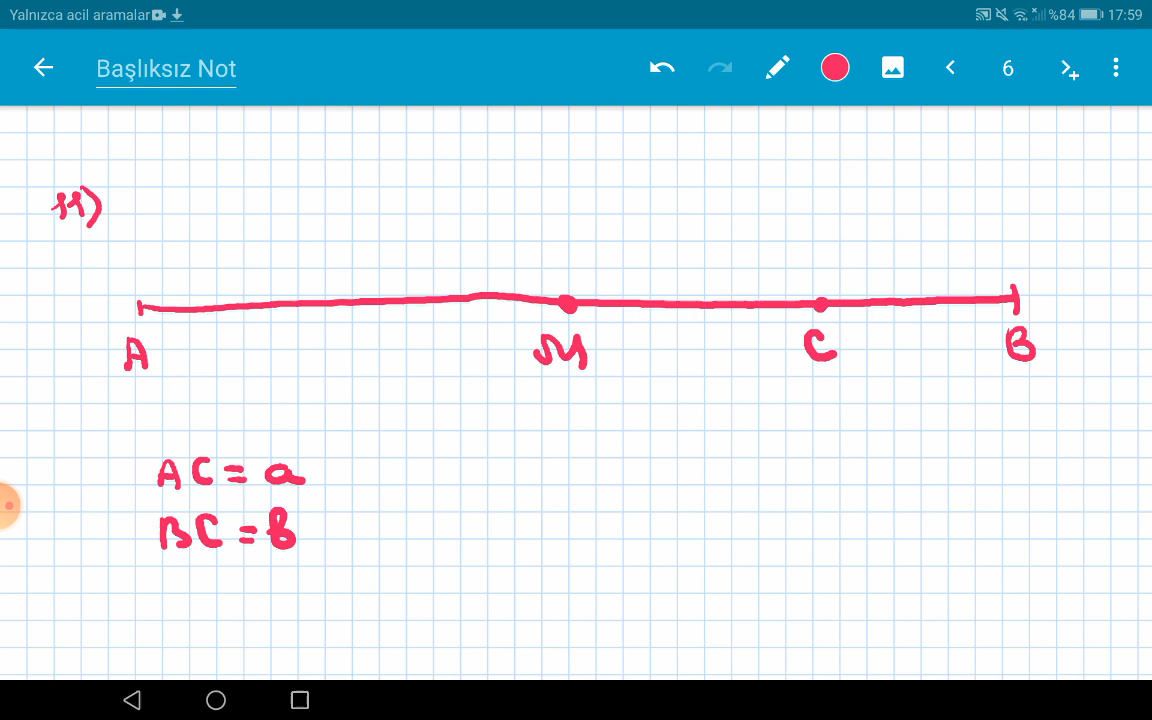 Yalnızca acil aramalar %84 17:59
Başlıksız Not 6
11)
A M C B
AC = a
BC = b